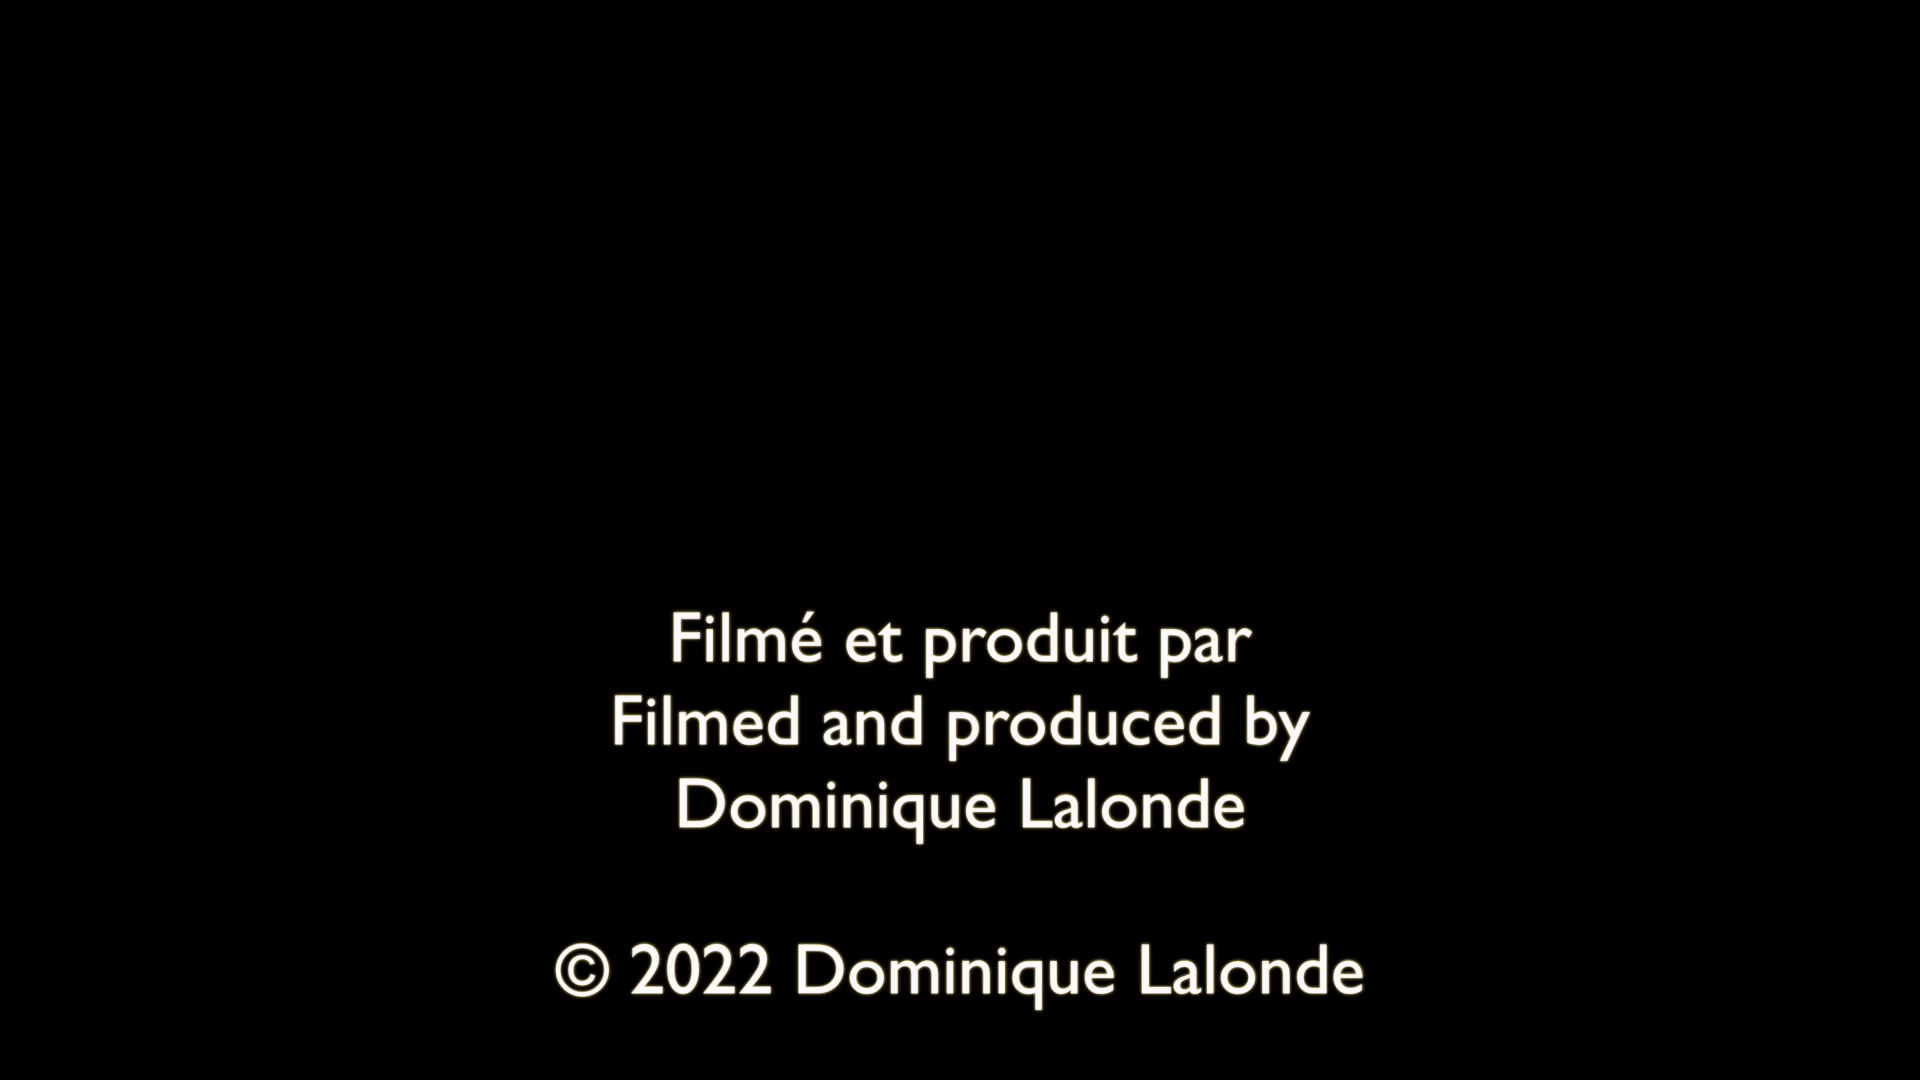 Filmé et produit par
Filmed and produced by
Dominique Lalonde
© 2022 Dominique Lalonde